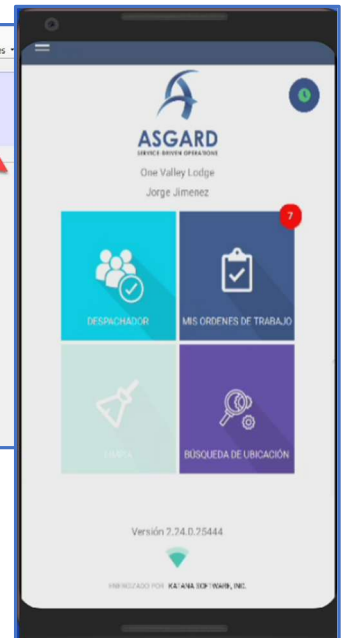 ASGARD
SERVICE-DRIVEN OPERATIONS
One Valley Lodge
Jorge Jimenez
7
DESPACHADOR
MIS ORDENES DE TRABAJO
BÚSQUEDA DE UBICACIÓN
Versión 2.24.0.25444
POR KATANA SOFTWARE, INC.